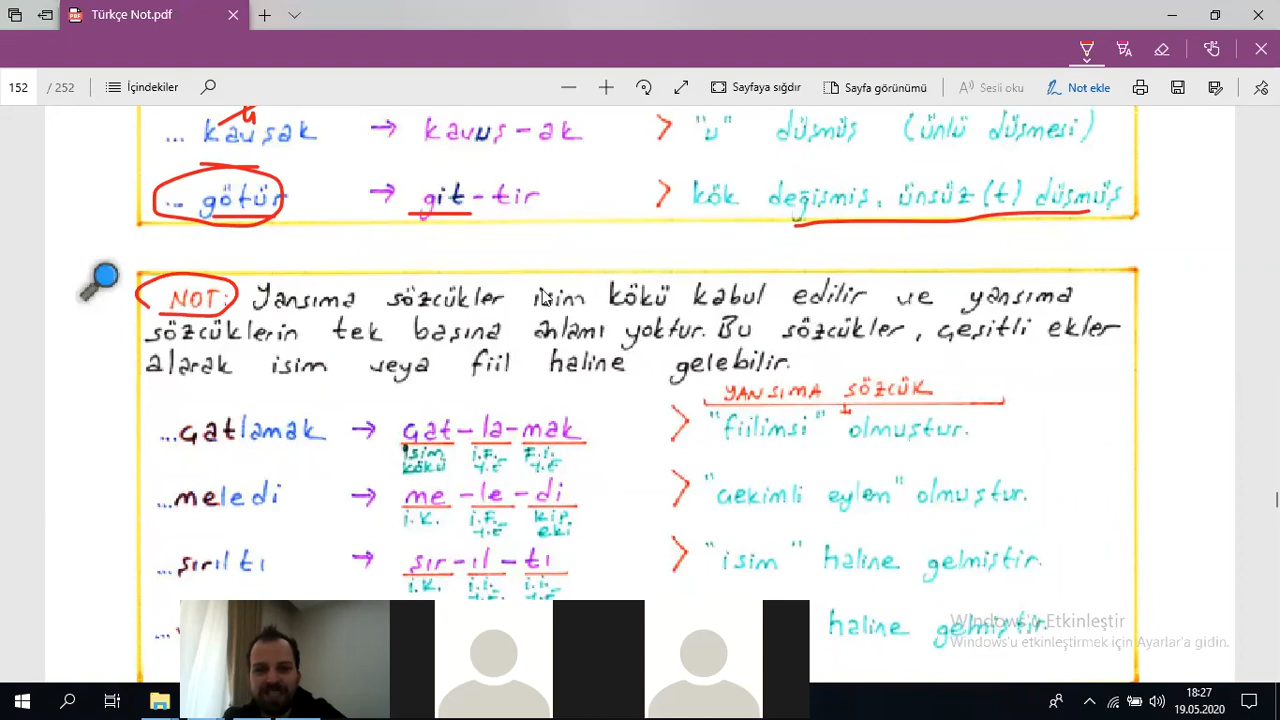 Türkçe Not.pdf
152 / 252 İçindekiler Sayfaya sığdır Sayfa görünümü Sesli oku Not ekle
... kavşak → kavuş-ak > "u" düşmüş (ünlü düşmesi)
... götür → git-tir > kök değişmiş, ünsüz (t) düşmüş
NOT: Yansıma sözcükler isim kökü kabul edilir ve yansıma
sözcüklerin tek başına anlamı yoktur. Bu sözcükler, çeşitli ekler
alarak isim veya fiil haline gelebilir.
YANSIMA SÖZCÜK
...çatlamak → çat-la-mak > "fiilimsi" olmuştur.
isim kökü i.F.Y.E F.İ.Y.E
...meledi → me-le-di > "çekimli eylem" olmuştur.
i.K. i.F.Y.E kip eki
...şırıltı → şır-ıl-tı > "isim" haline gelmiştir.
i.K. i.i.Y.E i.i.Y.E
haline gelmiştir.
Windows'u Etkinleştir
Windows'u etkinleştirmek için Ayarlar'a gidin.
18:27
19.05.2020